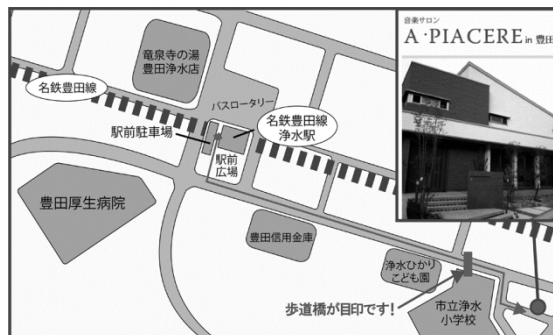 音楽サロン
A･PIACERE in 豊田
竜泉寺の湯
豊田浄水店
名鉄豊田線
バスロータリー
名鉄豊田線
浄水駅
駅前駐車場
駅前
広場
豊田厚生病院
豊田信用金庫
浄水ひかり
こども園
歩道橋が目印です!
市立浄水
小学校